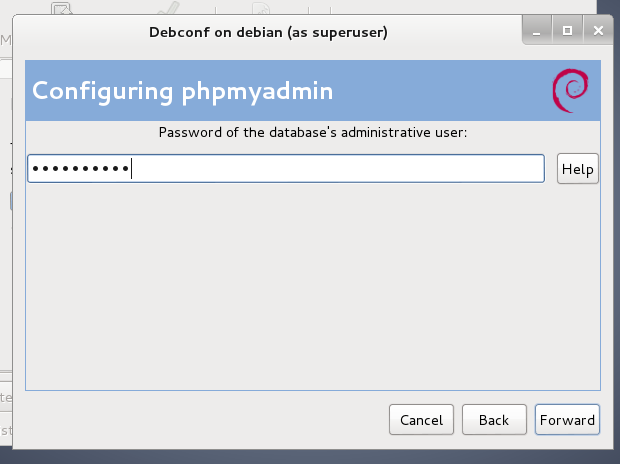 Debconf on debian (as superuser)
Configuring phpmyadmin
Password of the database's administrative user:
••••••••••
Help
Cancel
Back
Forward